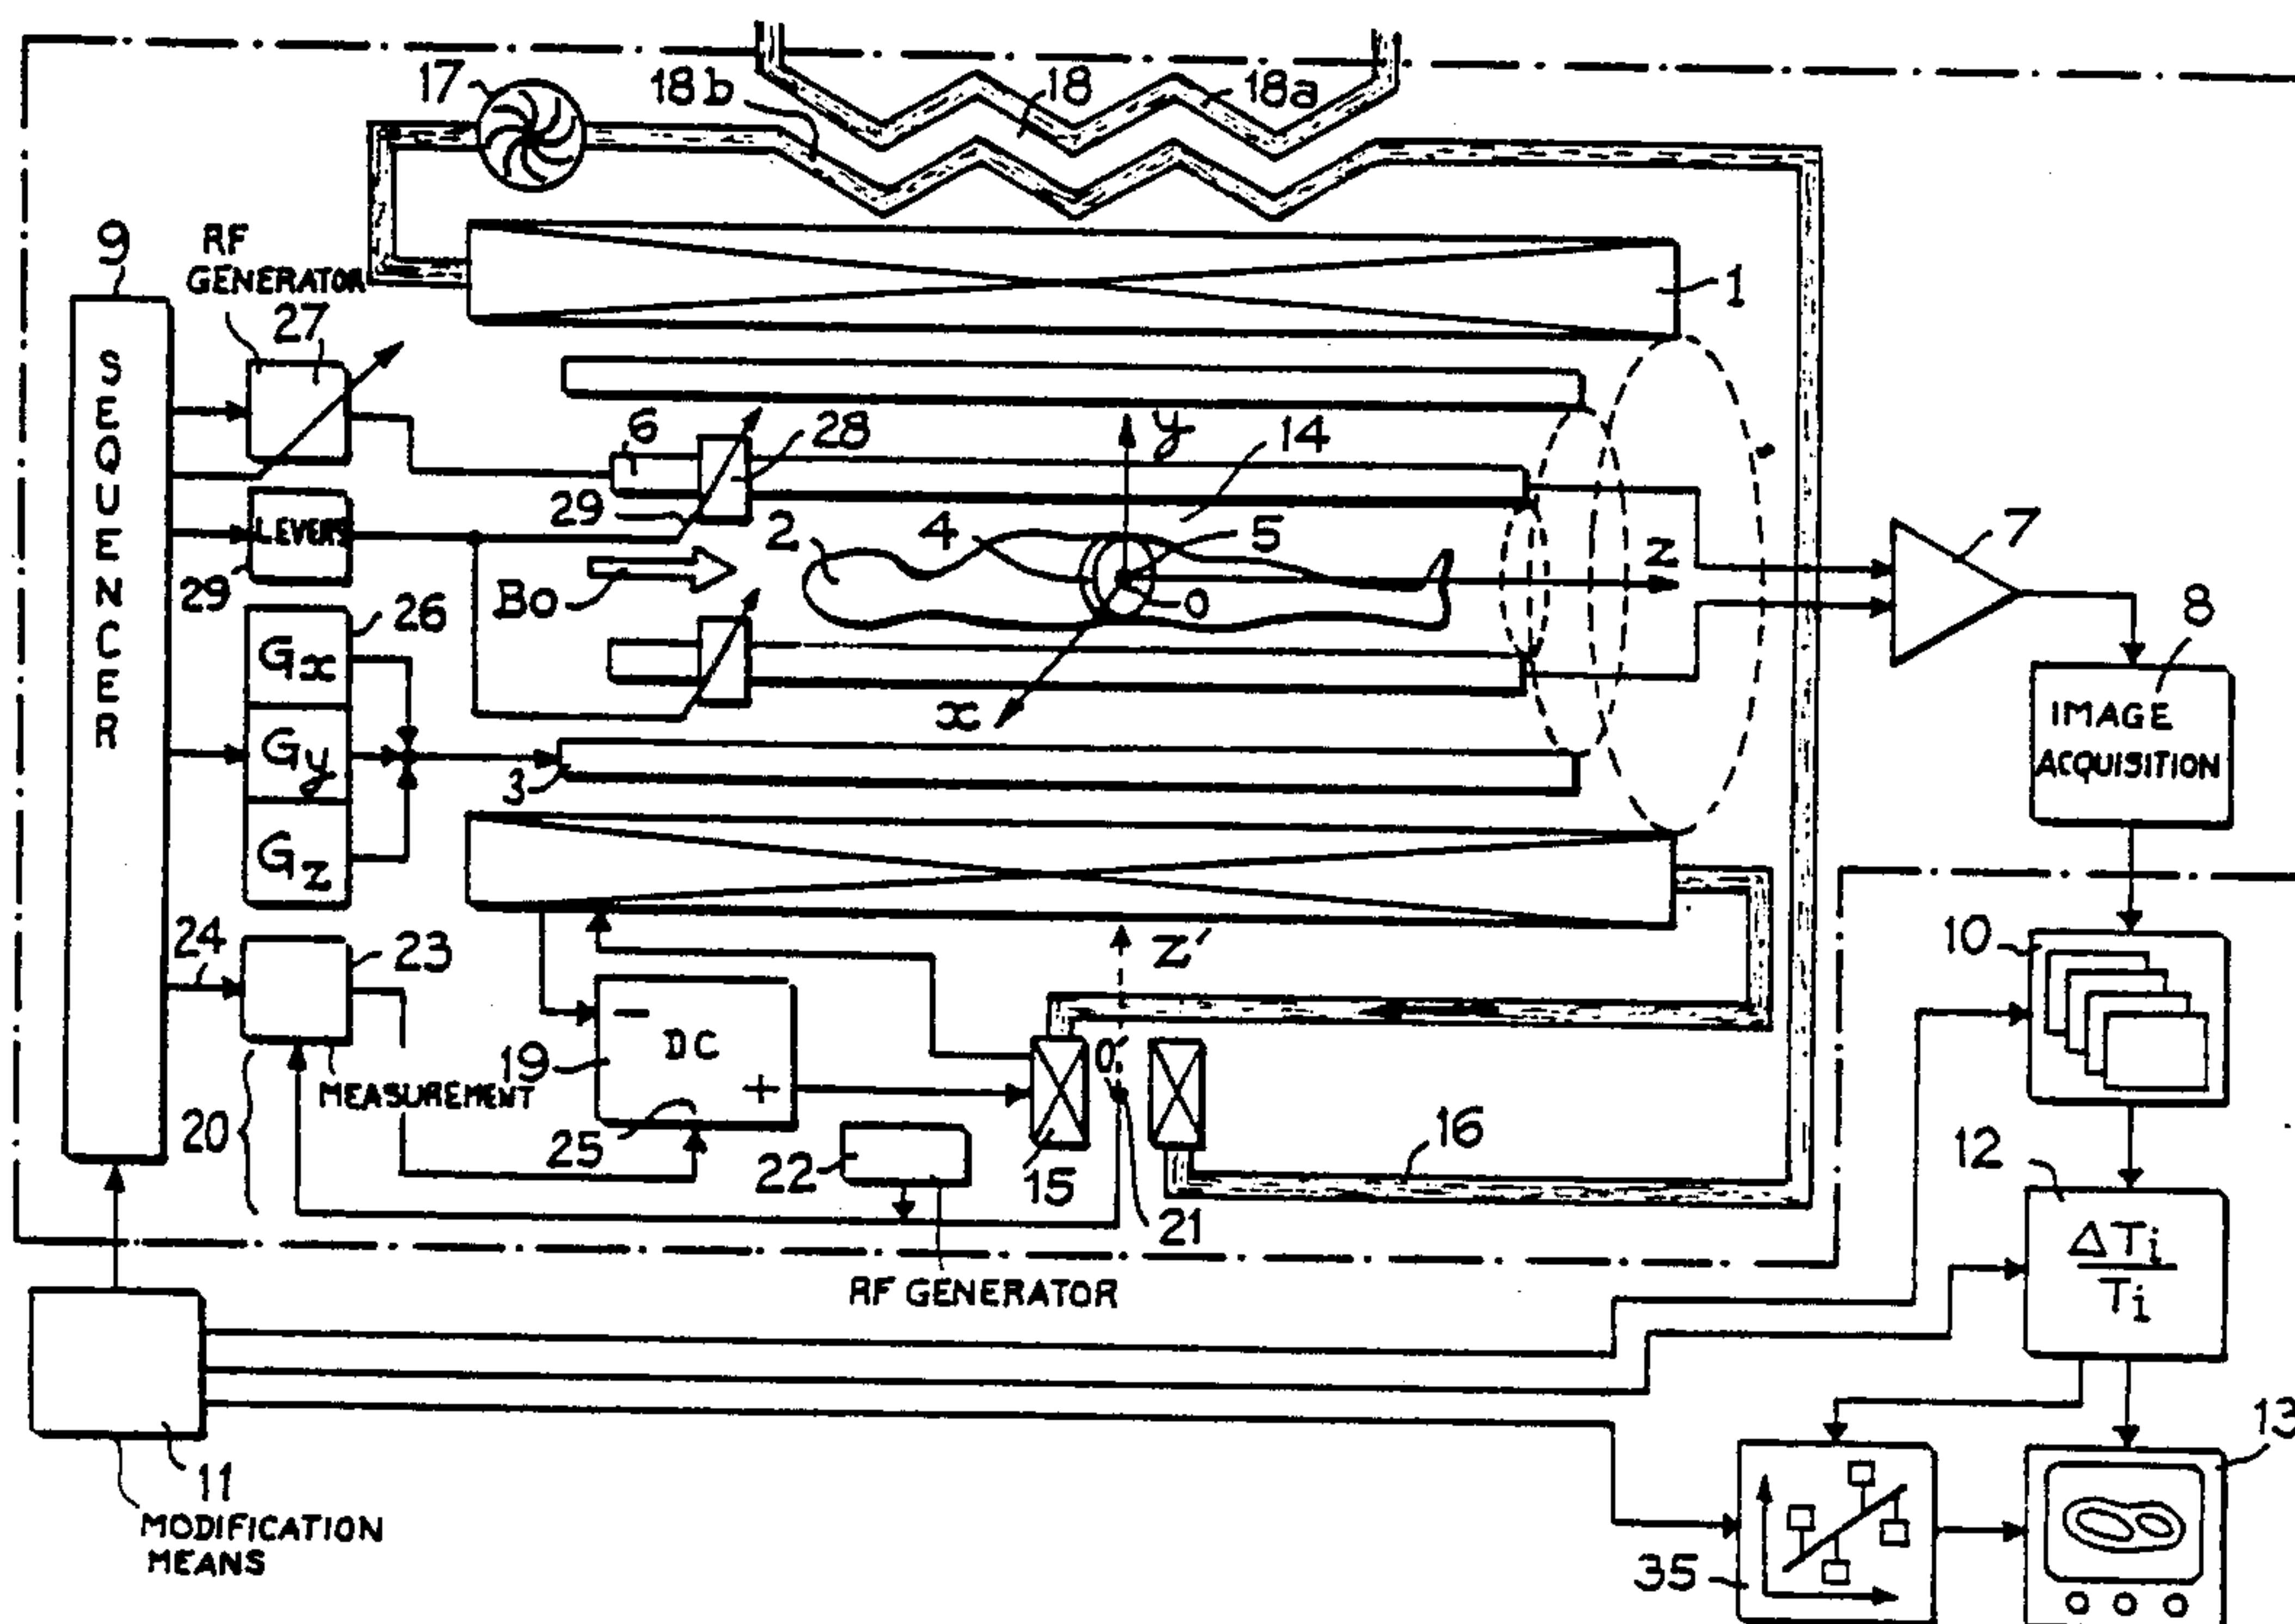 17
18b
18
18a
9
RF
GENERATOR
27
1
SEQUENCER
6
28
y
14
29
LEVERS
29
2
4
5
z
7
Bo
o
26
Gx
8
x
IMAGE
ACQUISITION
Gy
3
Gz
24
23
z'
10
−
DC
19
+
O'
MEASUREMENT
20
25
22
15
21
16
12
ΔTi
Ti
RF GENERATOR
11
MODIFICATION
MEANS
35
13